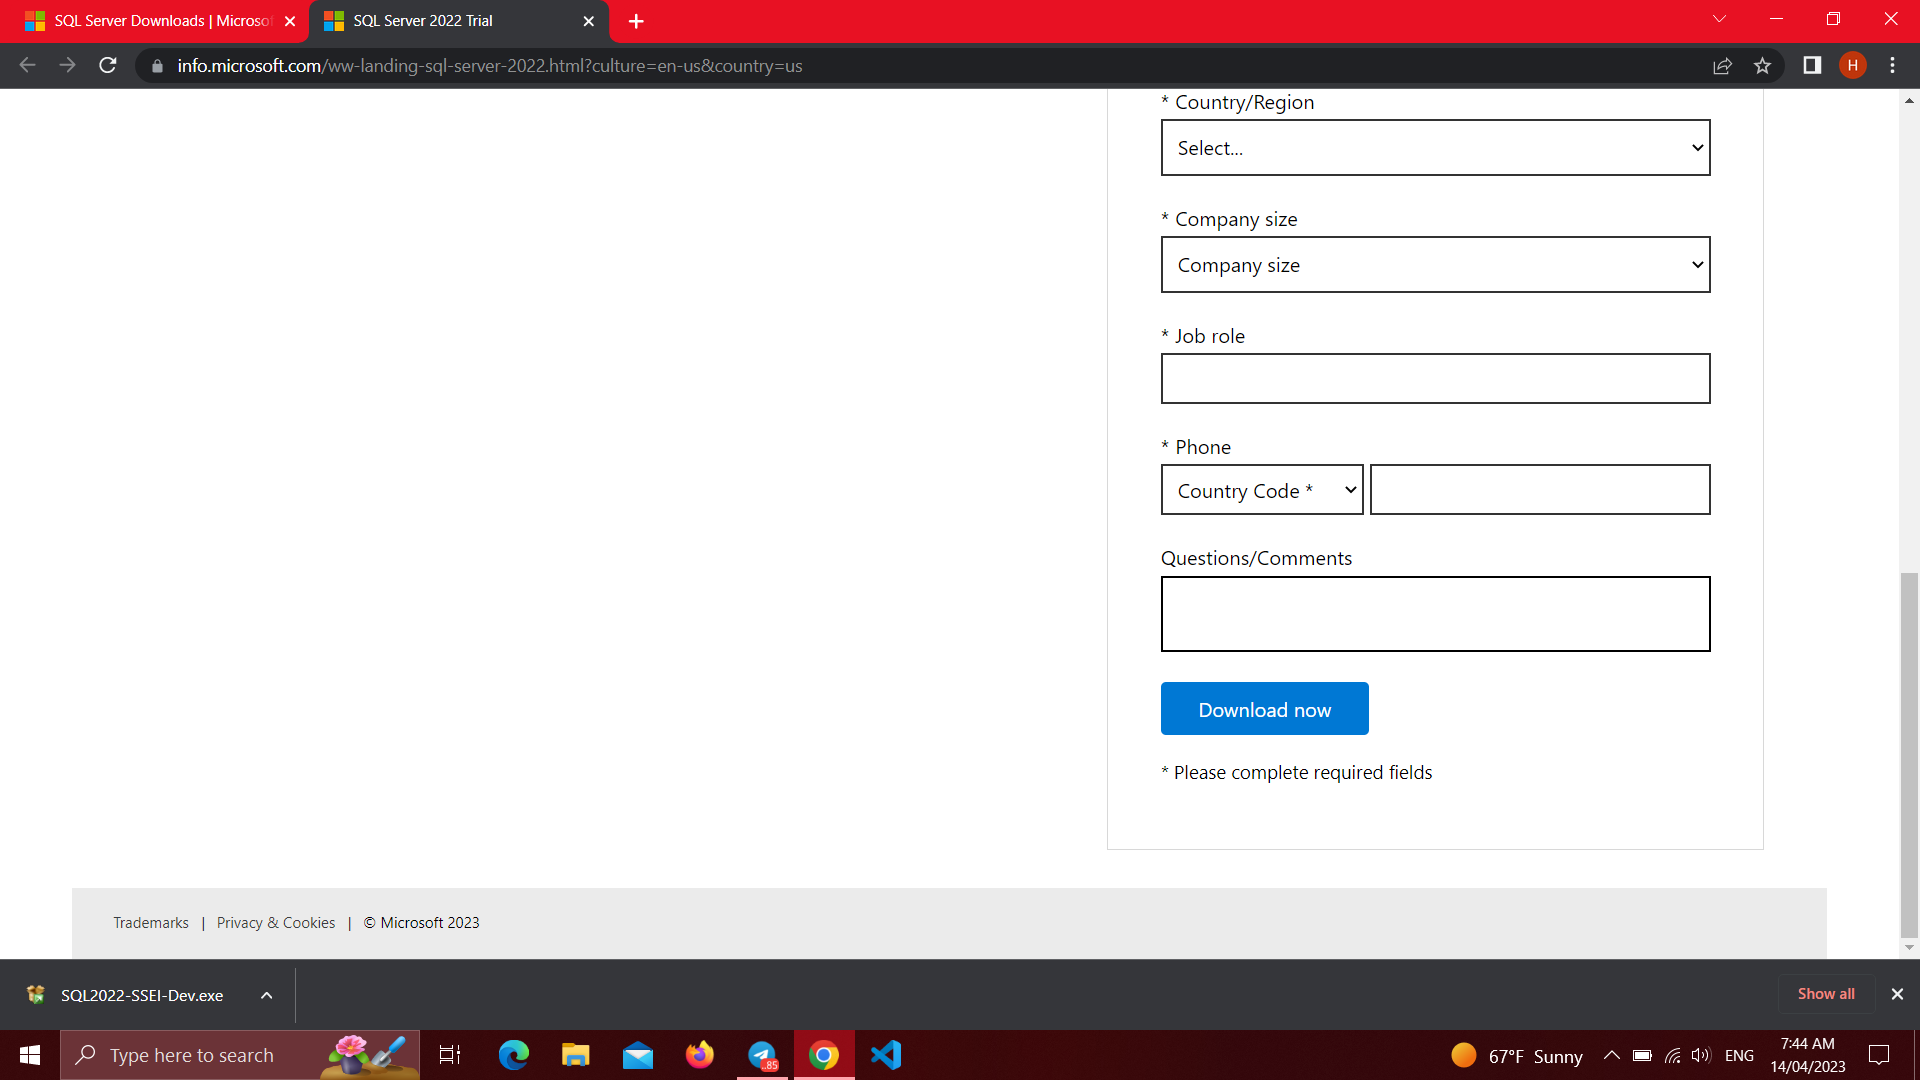 SQL Server Downloads | Microso
SQL Server 2022 Trial
info.microsoft.com/ww-landing-sql-server-2022.html?culture=en-us&country=us
H
* Country/Region
Select...
* Company size
Company size
* Job role
* Phone
Country Code *
Questions/Comments
Download now
* Please complete required fields
Trademarks | Privacy & Cookies | © Microsoft 2023
SQL2022-SSEI-Dev.exe
Show all
Type here to search
..85
67°F Sunny
ENG
7:44 AM
14/04/2023